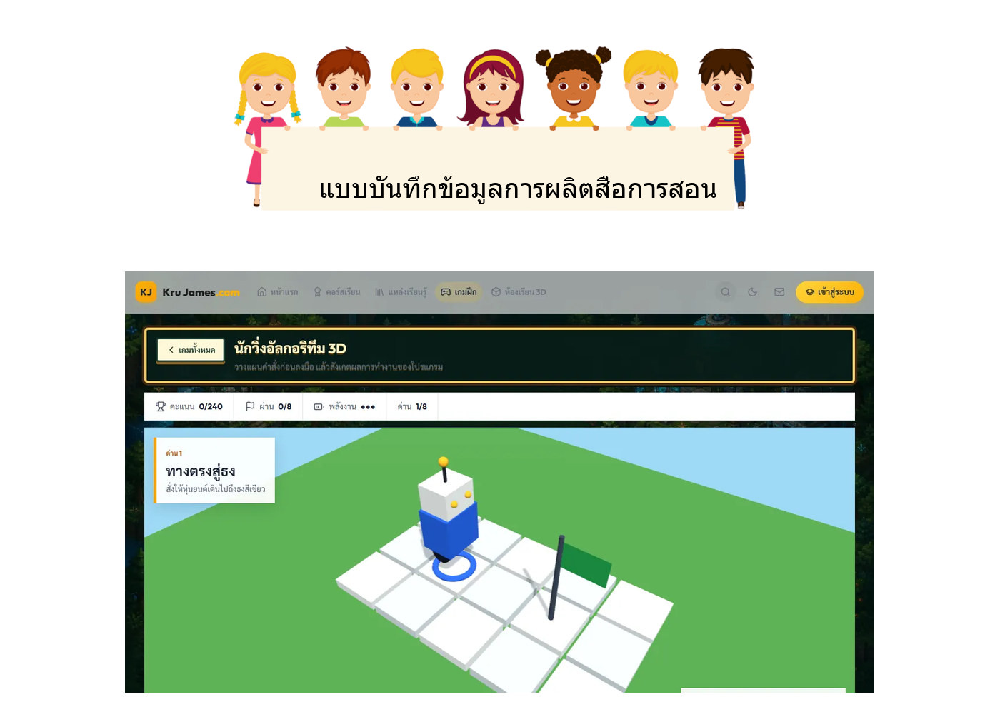 แบบบันทึกข้อมูลการผลิตสื่อการสอน
KJ Kru James.com หน้าแรก คอร์สเรียน แหล่งเรียนรู้ เกมฝึก ห้องเรียน 3D เข้าสู่ระบบ
เกมทั้งหมด นักวิ่งอัลกอริทึม 3D
วางแผนคำสั่งก่อนลงมือ แล้วสังเกตผลการทำงานของโปรแกรม
คะแนน 0/240 ผ่าน 0/8 พลังงาน ●●● ด่าน 1/8
ด่าน 1
ทางตรงสู่ธง
สั่งให้หุ่นยนต์เดินไปถึงธงสีเขียว